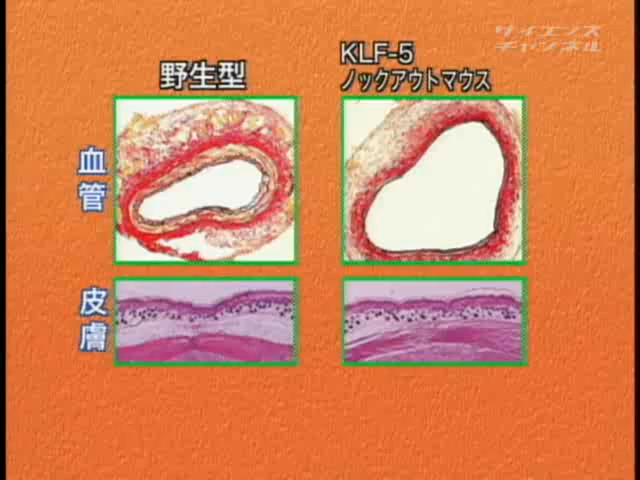 サイエンス
チャンネル
野生型
KLF-5
ノックアウトマウス
血管
皮膚